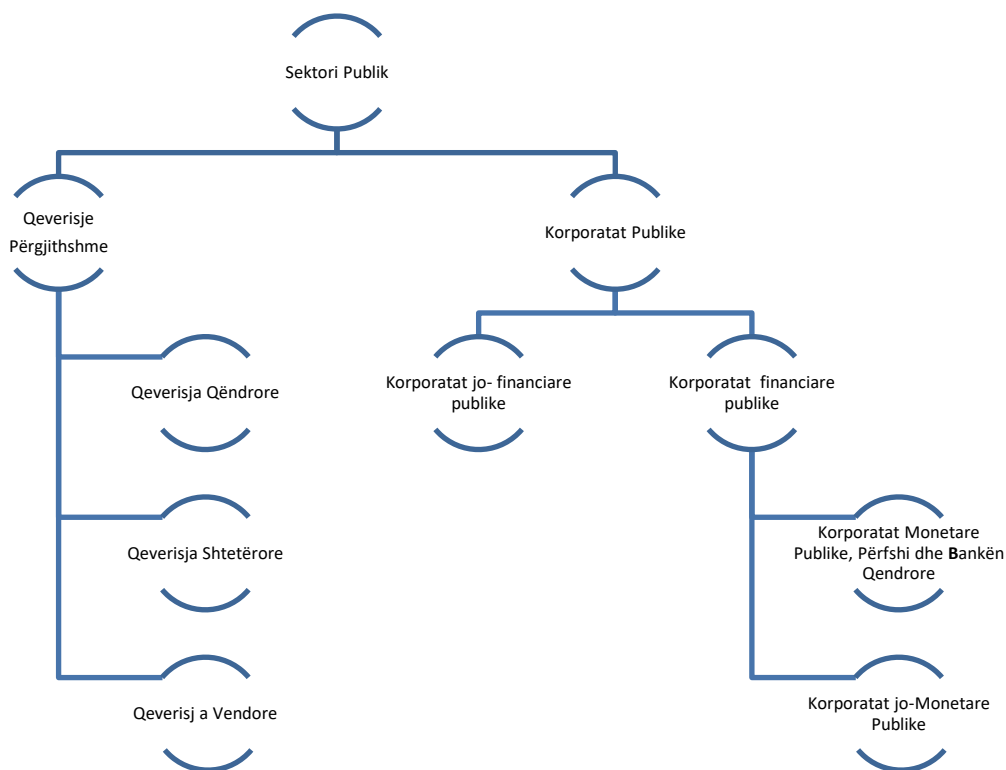 Sektori Publik
Qeverisje
Përgjithshme
Korporatat Publike
Qeverisja Qëndrore
Korporatat jo- financiare
publike
Korporatat financiare
publike
Qeverisja Shtetërore
Korporatat Monetare
Publike, Përfshi dhe Bankën
Qendrore
Qeverisj a Vendore
Korporatat jo-Monetare
Publike